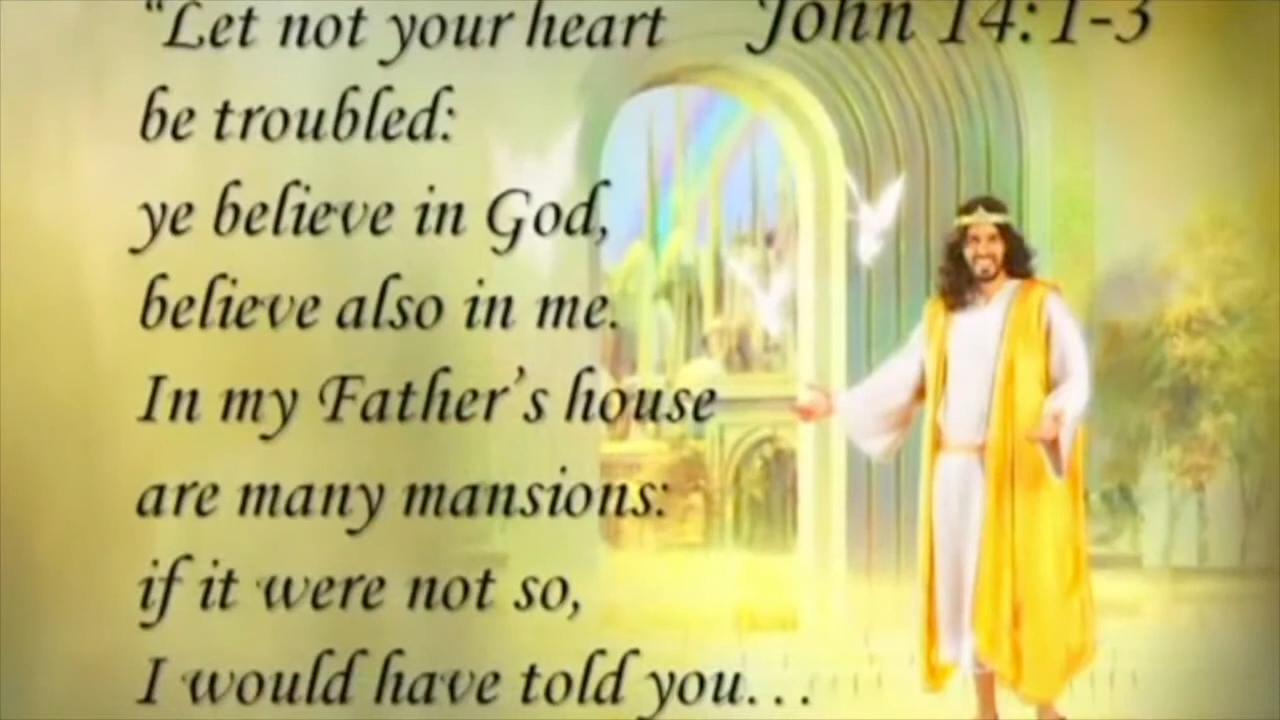 “Let not your heart
John 14:1-3
be troubled:
ye believe in God,
believe also in me.
In my Father’s house
are many mansions:
if it were not so,
I would have told you...